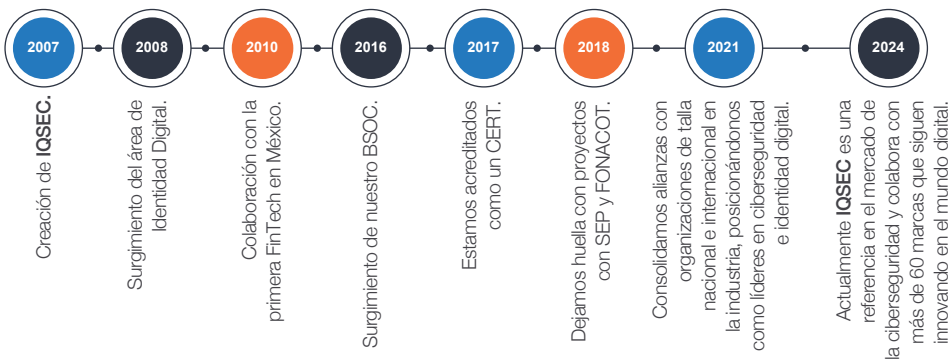 2007
Creación de IQSEC.
2008
Surgimiento del área de
Identidad Digital.
2010
Colaboración con la
primera FinTech en México.
2016
Surgimiento de nuestro BSOC.
2017
Estamos acreditados
como un CERT.
2018
Dejamos huella con proyectos
con SEP y FONACOT.
2021
Consolidamos alianzas con
organizaciones de talla
nacional e internacional en
la industria, posicionándonos
como líderes en ciberseguridad
e identidad digital.
2024
Actualmente IQSEC es una
referencia en el mercado de
la ciberseguridad y colabora con
más de 60 marcas que siguen
innovando en el mundo digital.